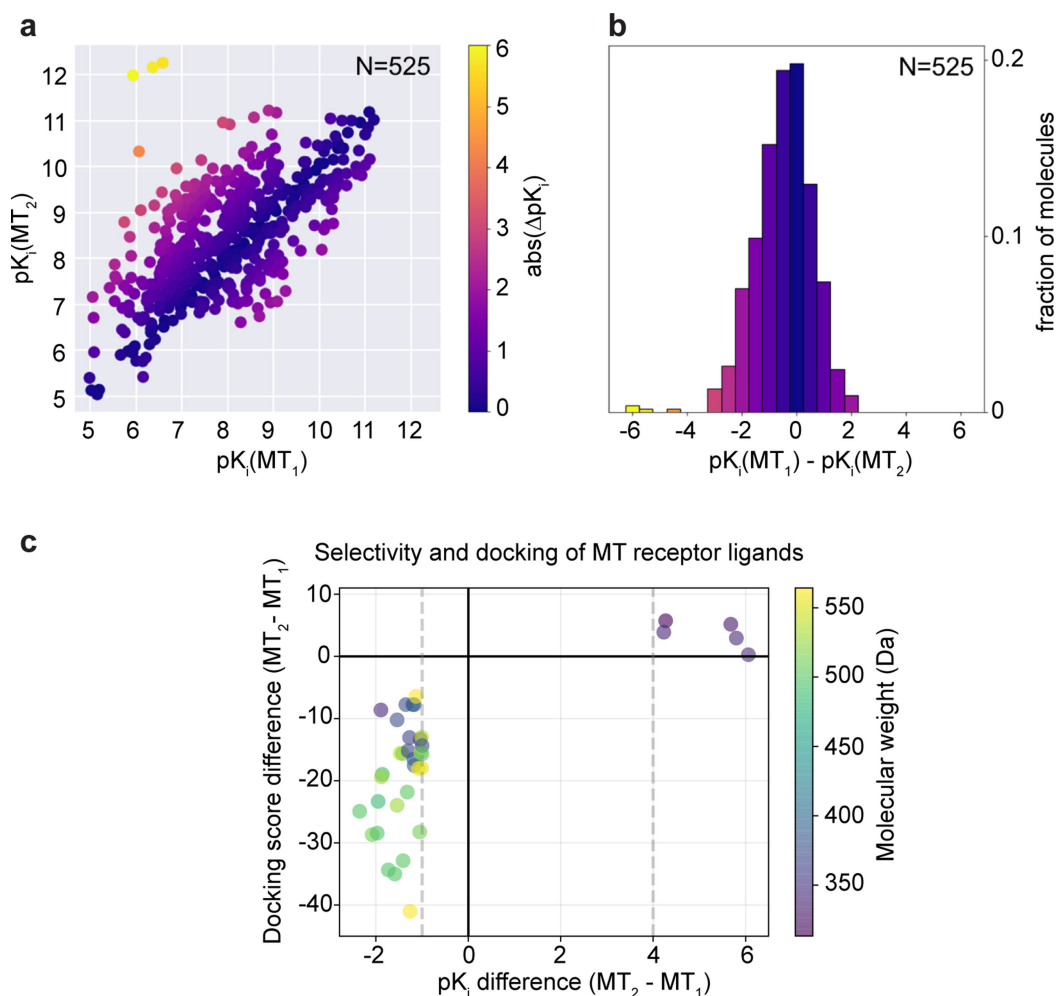 a
N=525
12
11
10
9
8
7
6
5
pKi(MT2)
5 6 7 8 9 10 11 12
pKi(MT1)
6
5
4
3
2
1
0
abs(ΔpKi)
b
N=525
0.2
0.1
0
fraction of molecules
-6 -4 -2 0 2 4 6
pKi(MT1) - pKi(MT2)
c
Selectivity and docking of MT receptor ligands
10
0
-10
-20
-30
-40
Docking score difference (MT2- MT1)
-2 0 2 4 6
pKi difference (MT2 - MT1)
550
500
450
400
350
Molecular weight (Da)